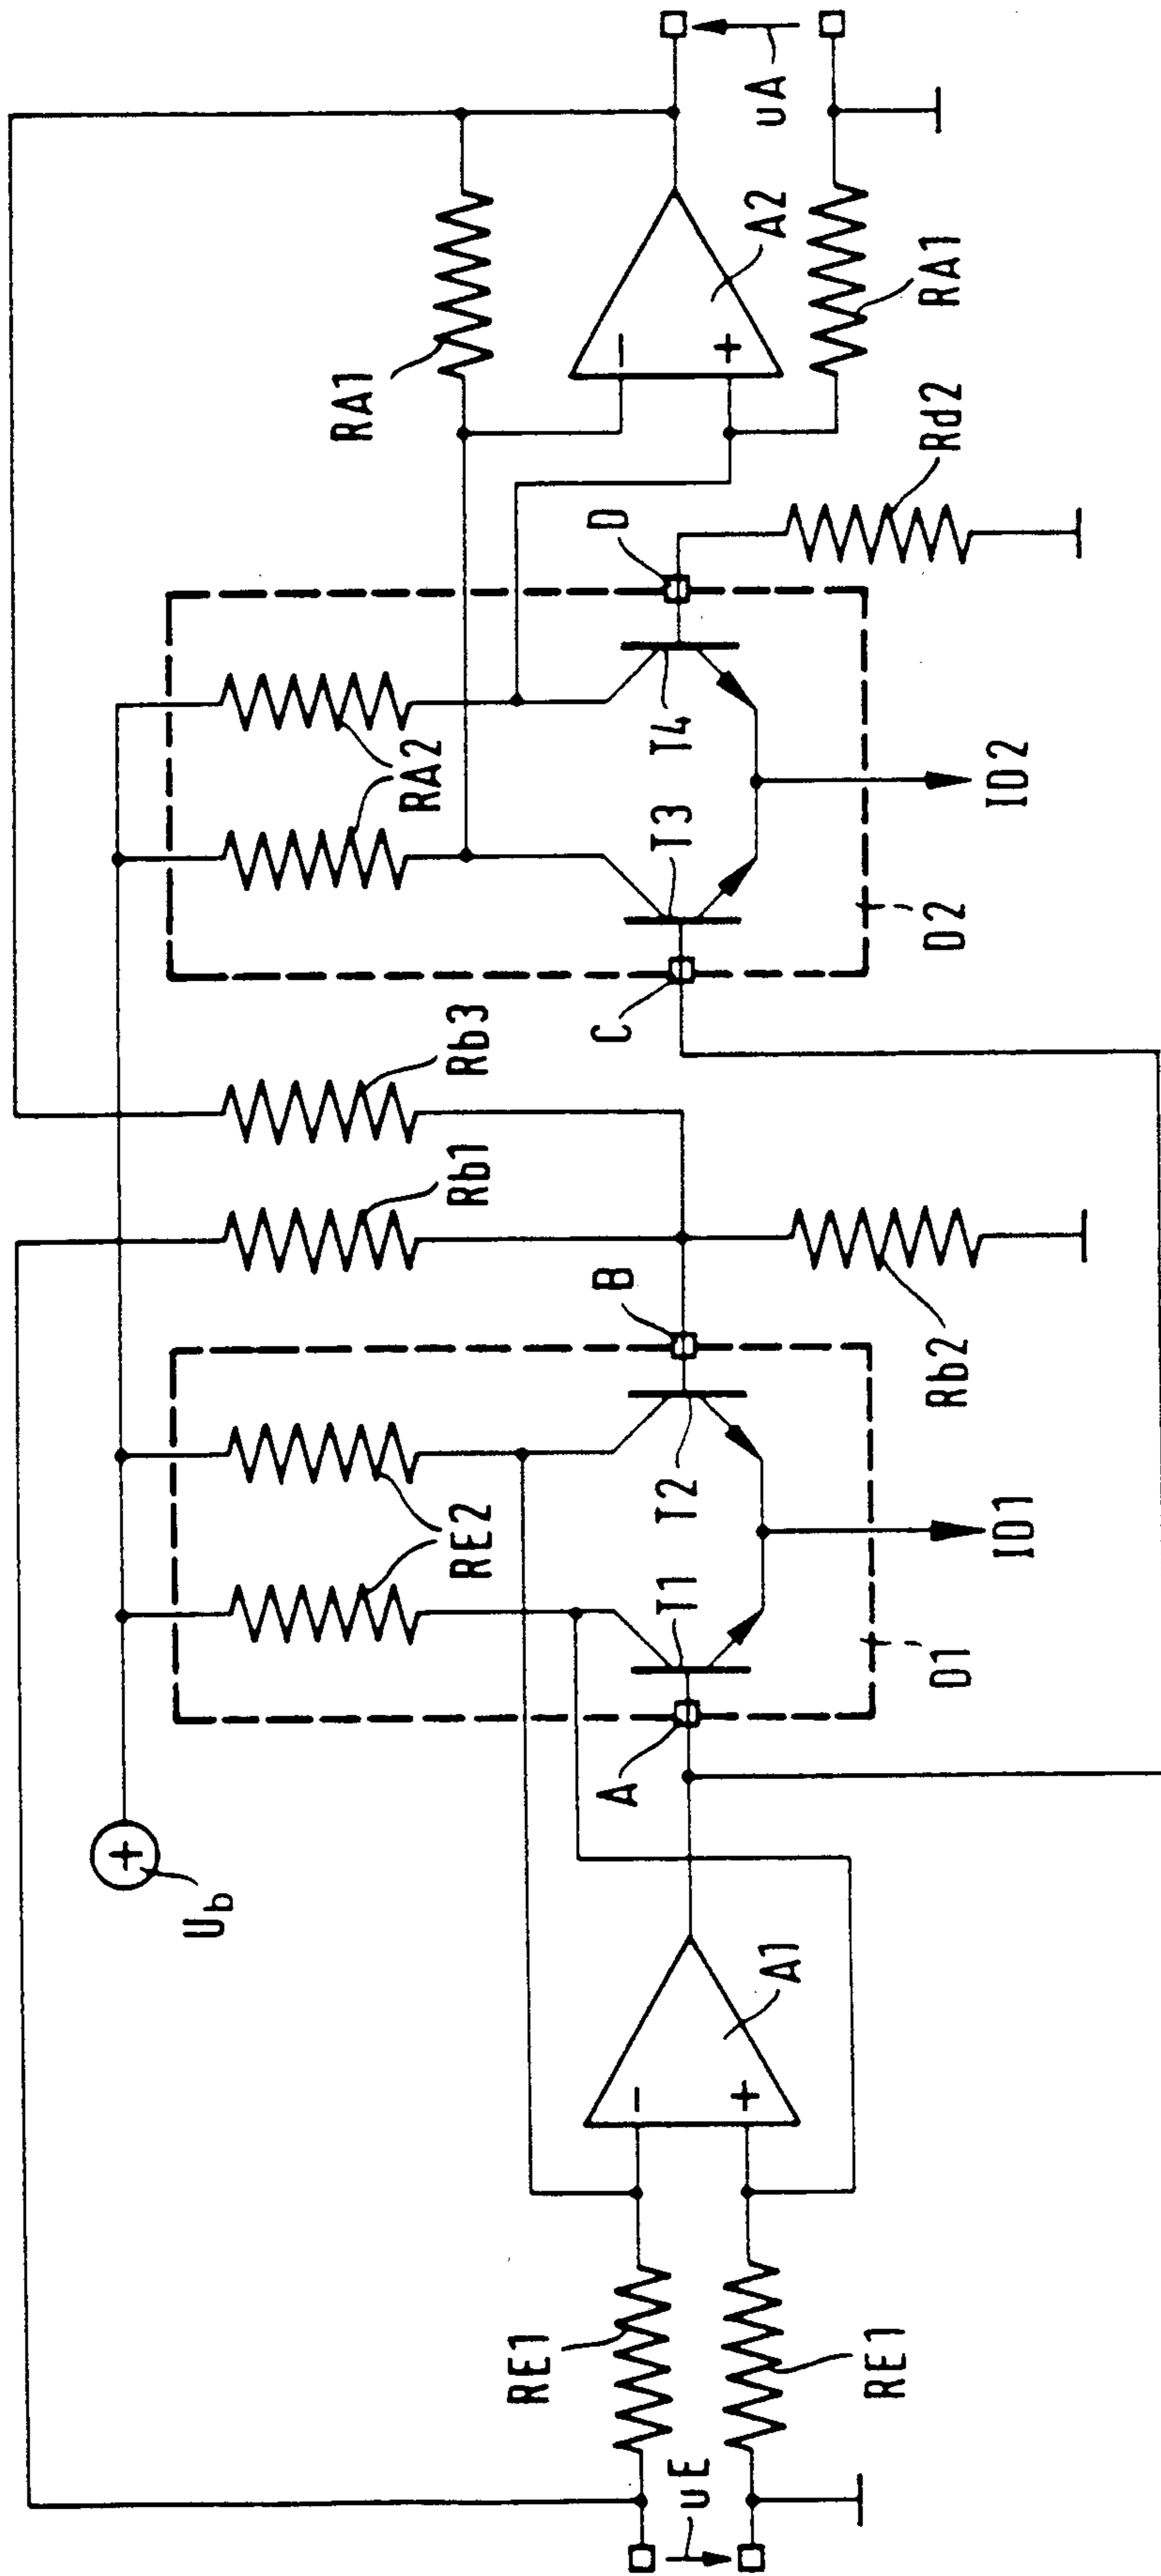 uE
RE1
RE1
-
+
A1
Ub
A
RE2
T1
T2
D1
ID1
B
Rb1
Rb2
Rb3
C
RA2
T3
T4
D2
ID2
D
Rd2
RA1
-
+
A2
RA1
uA
+